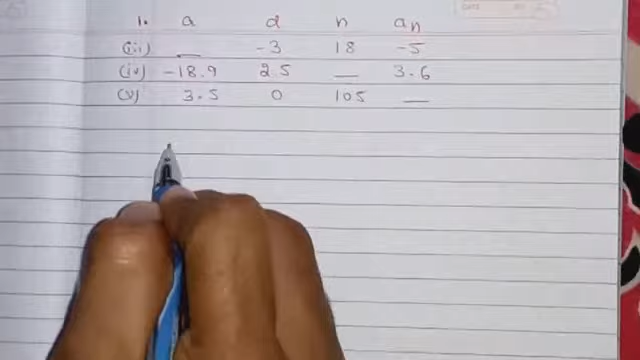 1. a d n an
(iii) __ -3 18 -5
(iv) -18.9 2.5 __ 3.6
(v) 3.5 0 105 __